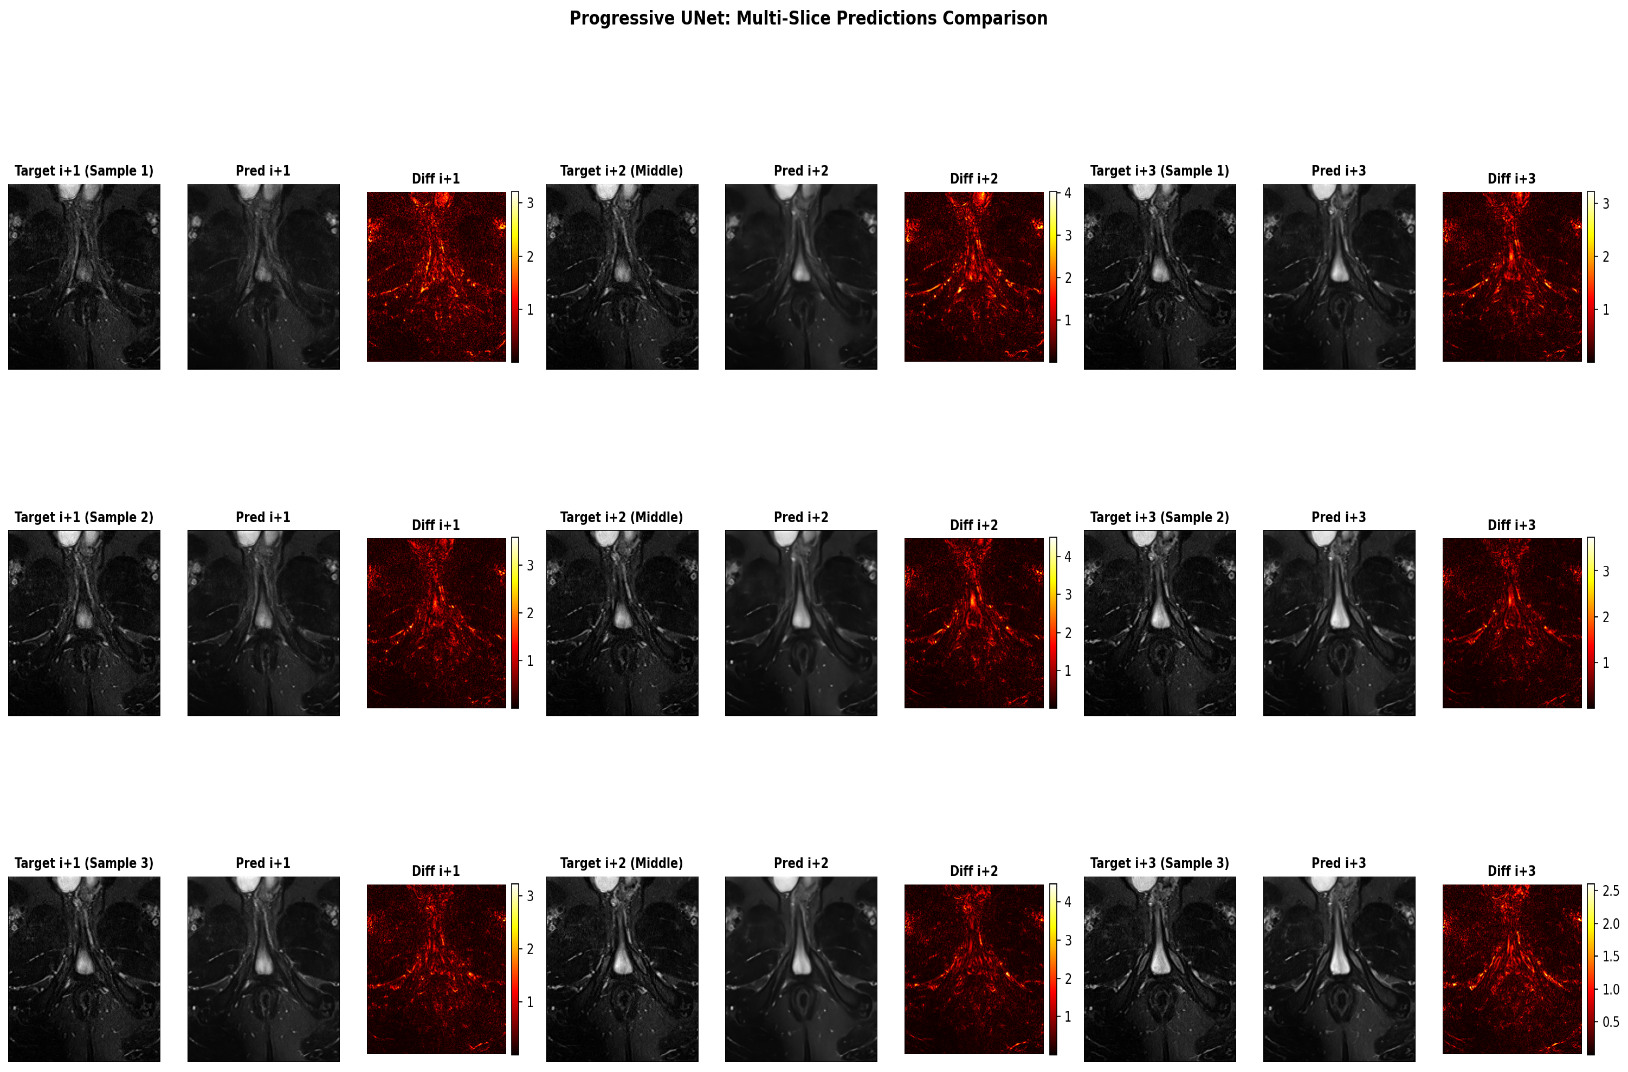 Progressive UNet: Multi-Slice Predictions Comparison
Target i+1 (Sample 1)
Pred i+1
Diff i+1
3
2
1
Target i+2 (Middle)
Pred i+2
Diff i+2
4
3
2
1
Target i+3 (Sample 1)
Pred i+3
Diff i+3
3
2
1
Target i+1 (Sample 2)
Pred i+1
Diff i+1
3
2
1
Target i+2 (Middle)
Pred i+2
Diff i+2
4
3
2
1
Target i+3 (Sample 2)
Pred i+3
Diff i+3
3
2
1
Target i+1 (Sample 3)
Pred i+1
Diff i+1
3
2
1
Target i+2 (Middle)
Pred i+2
Diff i+2
4
3
2
1
Target i+3 (Sample 3)
Pred i+3
Diff i+3
2.5
2.0
1.5
1.0
0.5